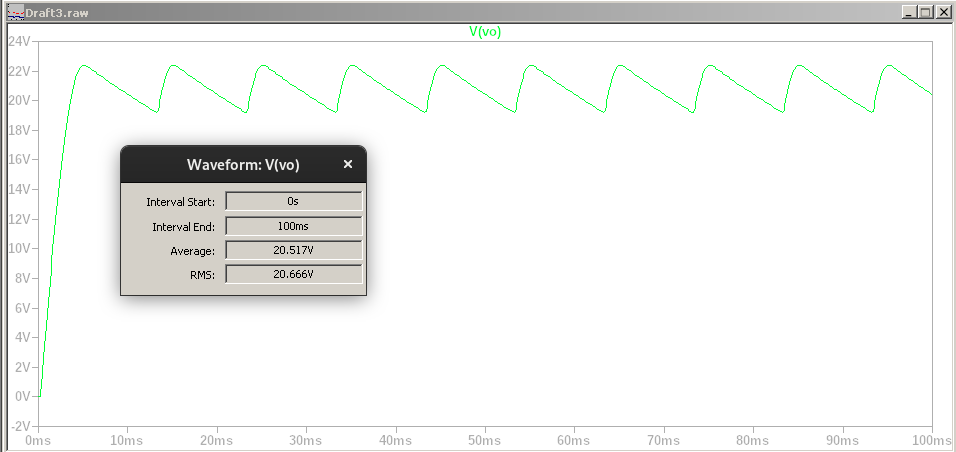 Draft3.raw
V(vo)
24V
22V
20V
18V
16V
14V
12V
10V
8V
6V
4V
2V
0V
-2V
Waveform: V(vo)
Interval Start: 0s
Interval End: 100ms
Average: 20.517V
RMS: 20.666V
0ms 10ms 20ms 30ms 40ms 50ms 60ms 70ms 80ms 90ms 100ms